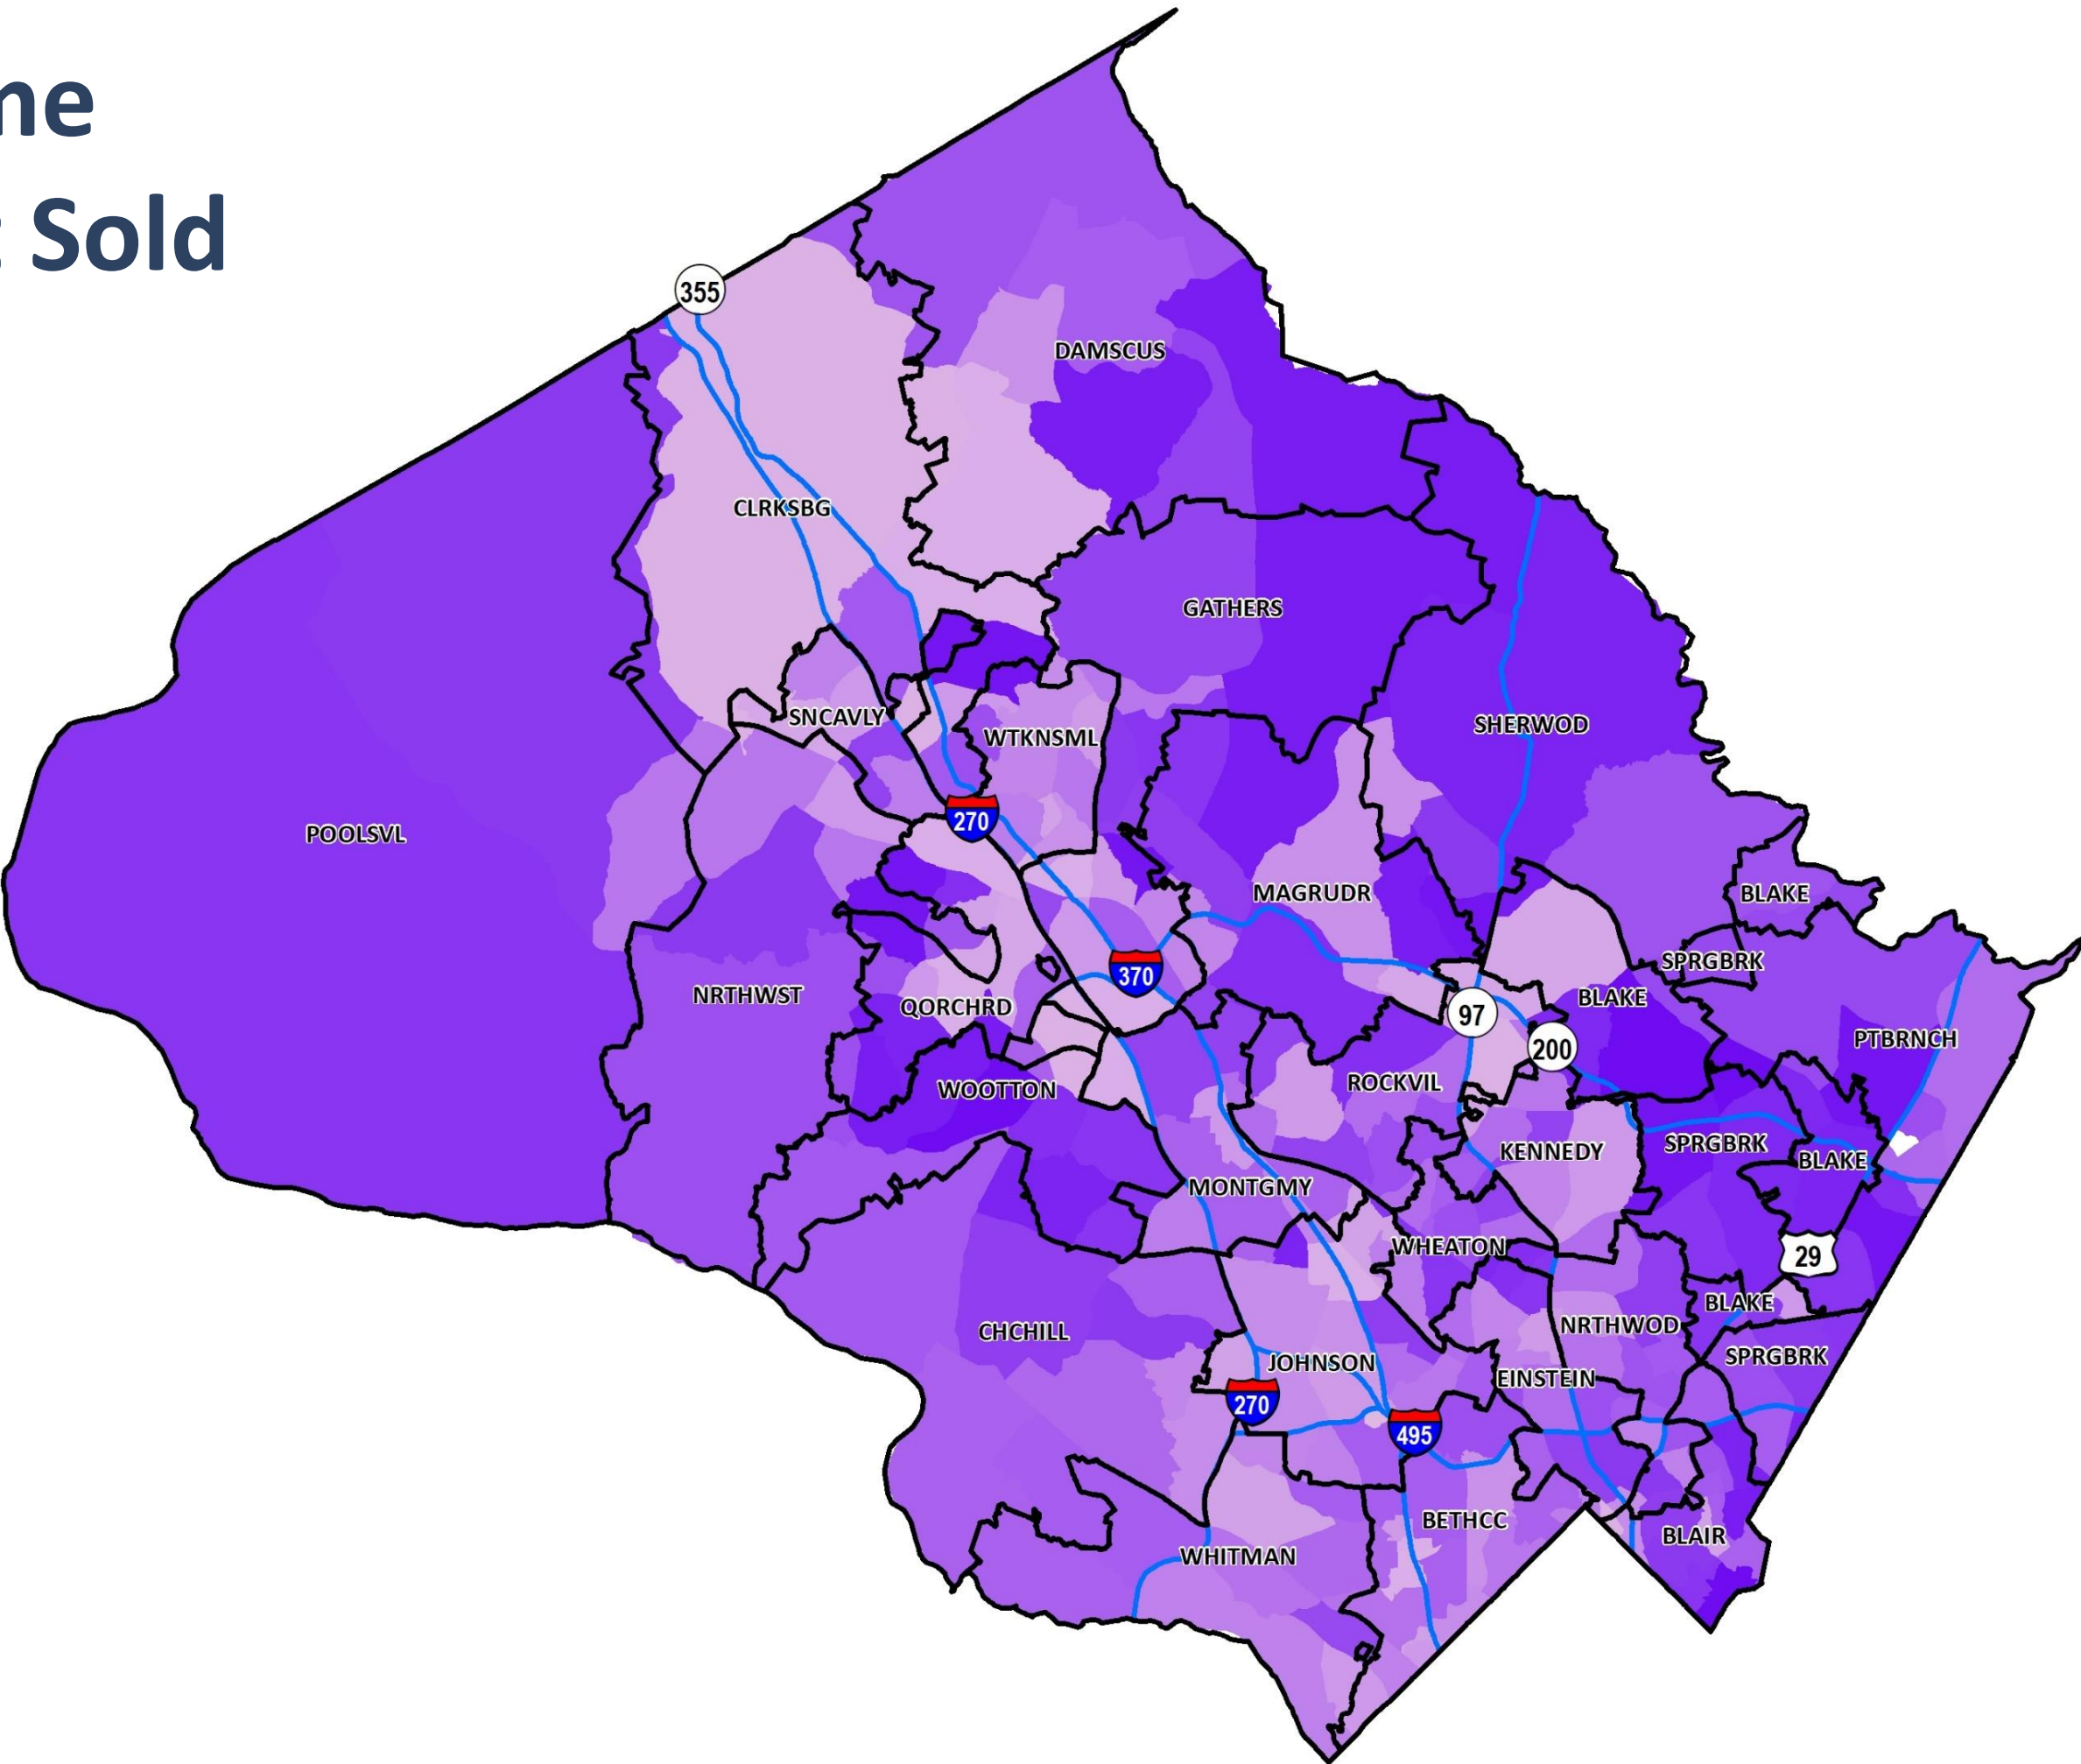 Sold
355
DAMSCUS
CLRKSBG
GATHERS
SNCAVLY
SHERWOD
WTKNSML
270
POOLSVL
MAGRUDR
BLAKE
SPRGBRK
370
NRTHWST
QORCHRD
BLAKE
97
PTBRNCH
200
WOOTTON
ROCKVIL
KENNEDY
SPRGBRK
BLAKE
MONTGMY
WHEATON
29
BLAKE
CHCHILL
NRTHWOD
SPRGBRK
JOHNSON
EINSTEIN
270
495
BETHCC
BLAIR
WHITMAN